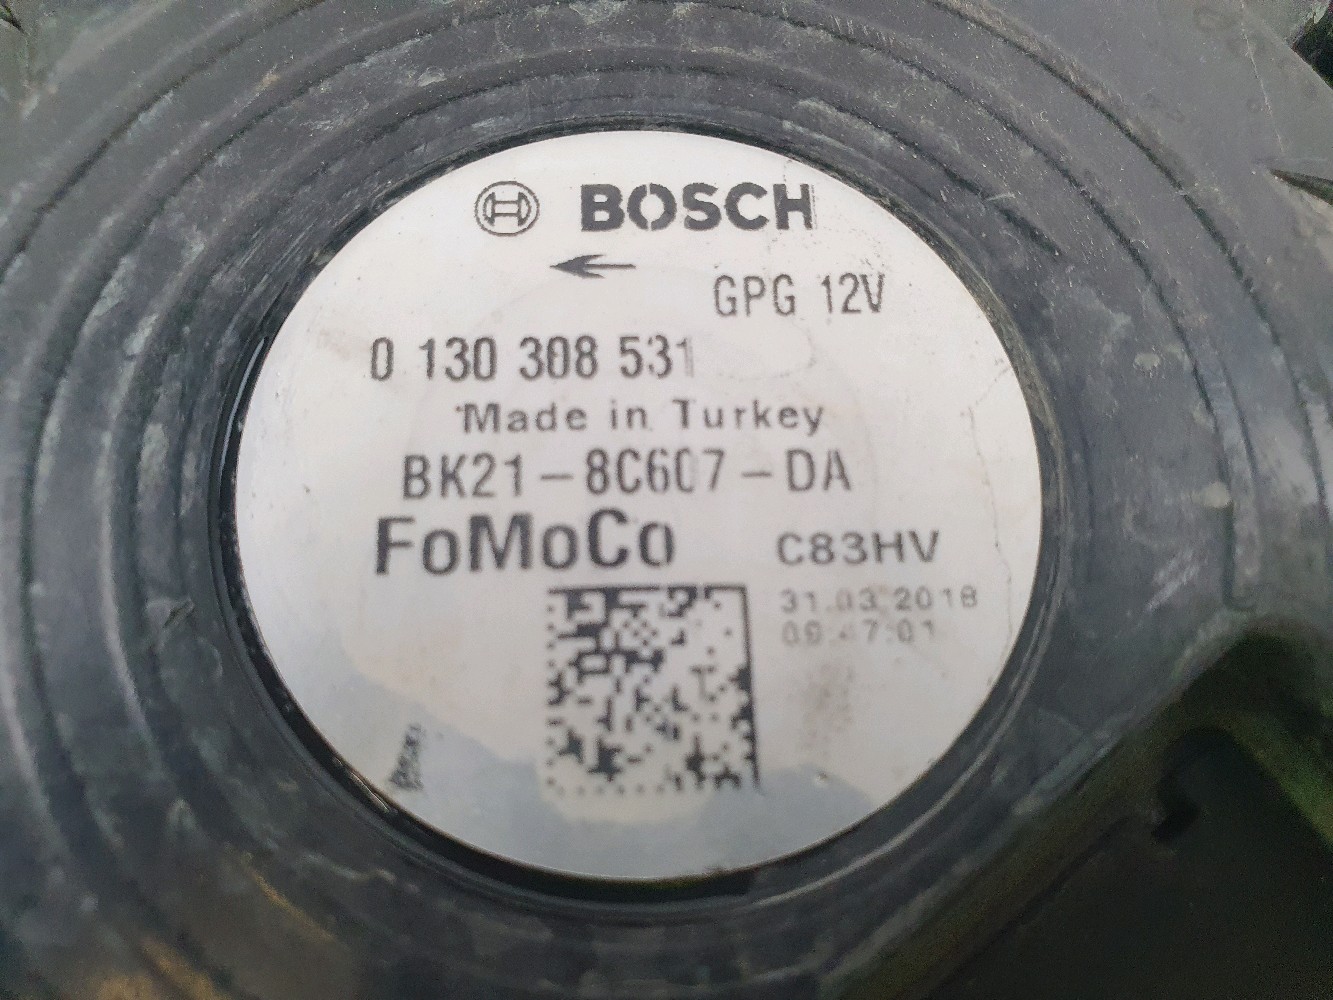 BOSCH
GPG 12V
0 130 308 531
Made in Turkey
BK21-8C607-DA
FoMoCo
C83HV
31.03.2018
09:47:01